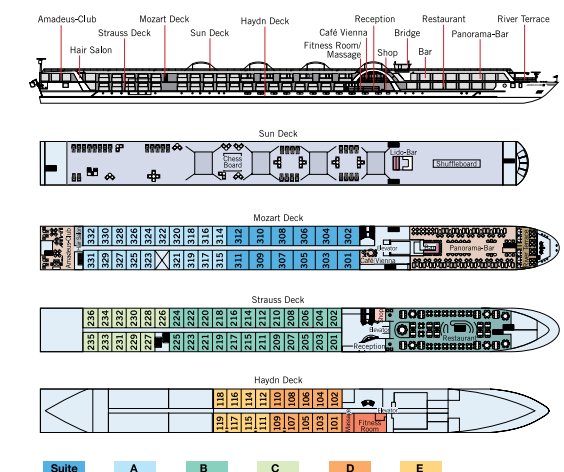 Amadeus-Club
Mozart Deck
Haydn Deck
Reception
Restaurant
River Terrace
Hair Salon
Strauss Deck
Sun Deck
Café Vienna
Bridge
Panorama-Bar
Fitness Room/
Massage
Shop
Bar
Sun Deck
Chess
Board
Lido-Bar
Shuffleboard
Mozart Deck
332 330 328 326 324 322 320 318 316 314 312 310 308 306 304 302
Amadeus-Club
Hair Salon
Elevator
Panorama-Bar
331 329 327 325 323 319 317 315 311 309 307 305 303 301
Café Vienna
Strauss Deck
236 234 232 230 228 226 224 222 220 218 216 214 212 210 208 206 204 202
Shop
Elevator
Restaurant
235 233 231 229 227 225 223 221 219 217 215 211 209 207 205 203 201
Reception
Haydn Deck
118 116 114 112 110 108 106 104 102
Elevator
119 117 115 111 109 107 105 103 101
Massage
Fitness
Room
Suite A B C D E